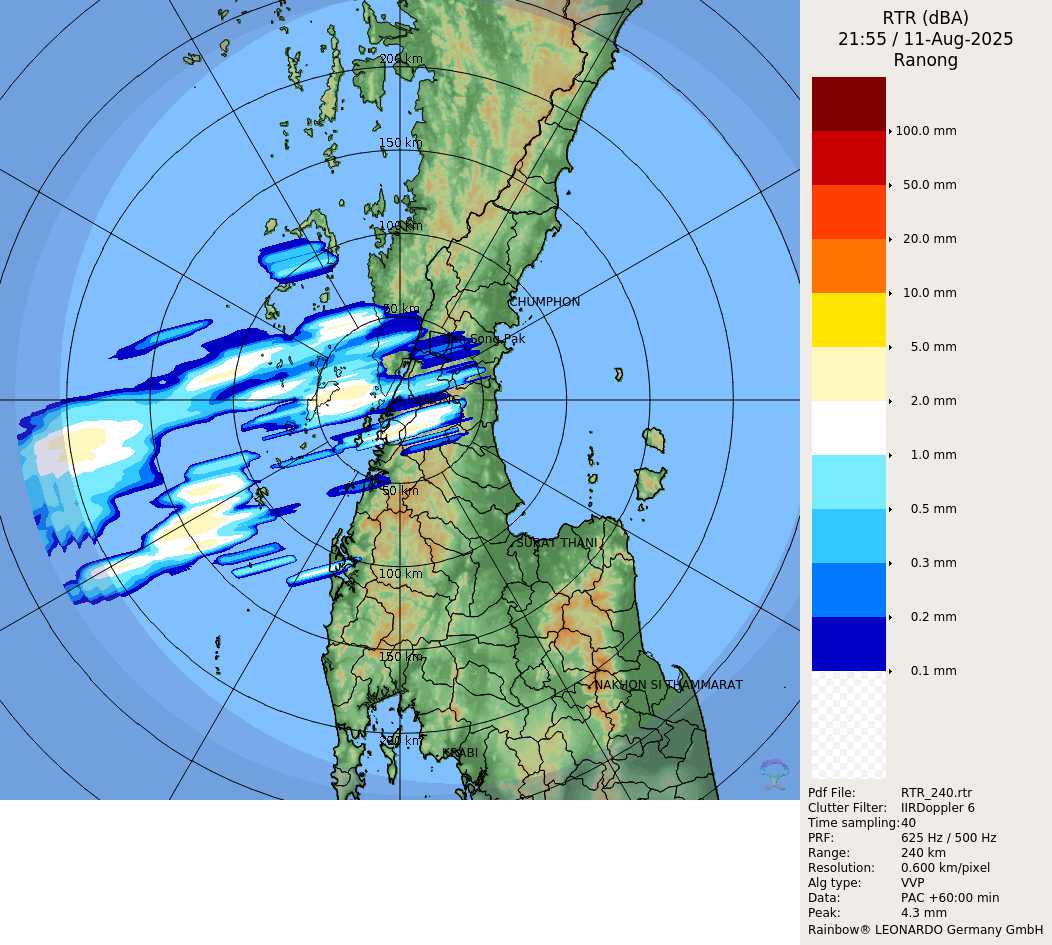 RTR (dBA)
21:55 / 11-Aug-2025
Ranong
100.0 mm
50.0 mm
20.0 mm
10.0 mm
5.0 mm
2.0 mm
1.0 mm
0.5 mm
0.3 mm
0.2 mm
0.1 mm
Pdf File: RTR_240.rtr
Clutter Filter: IIRDoppler 6
Time sampling: 40
PRF: 625 Hz / 500 Hz
Range: 240 km
Resolution: 0.600 km/pixel
Alg type: VVP
Data: PAC +60:00 min
Peak: 4.3 mm
Rainbow® LEONARDO Germany GmbH
200 km
150 km
100 km
CHUMPHON
50 km
Song Pak
RANONG
50 km
SURAT THANI
100 km
150 km
NAKHON SI THAMMARAT
200 km
KRABI